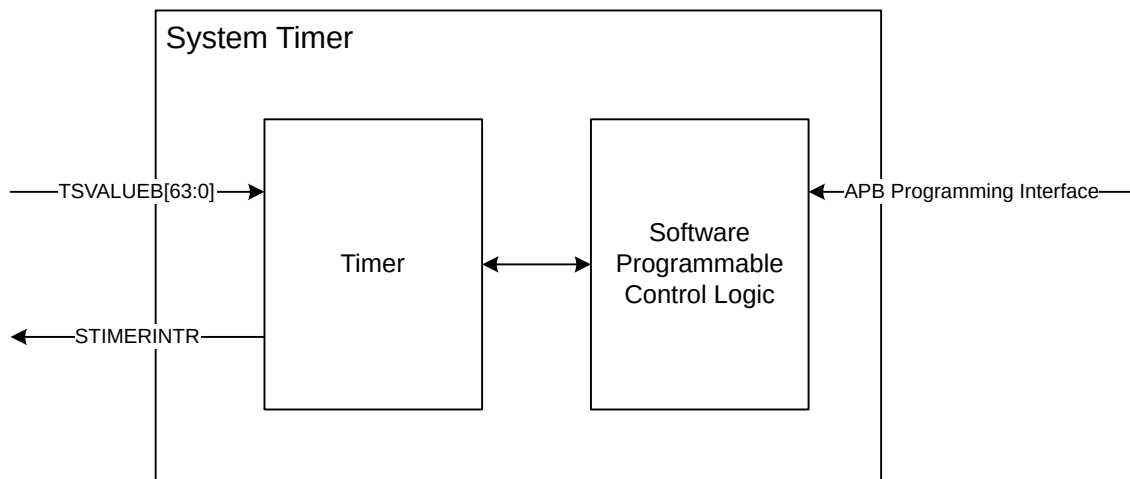 System Timer
TSVALUEB[63:0]
APB Programming Interface
Timer
Software
Programmable
Control Logic
STIMERINTR